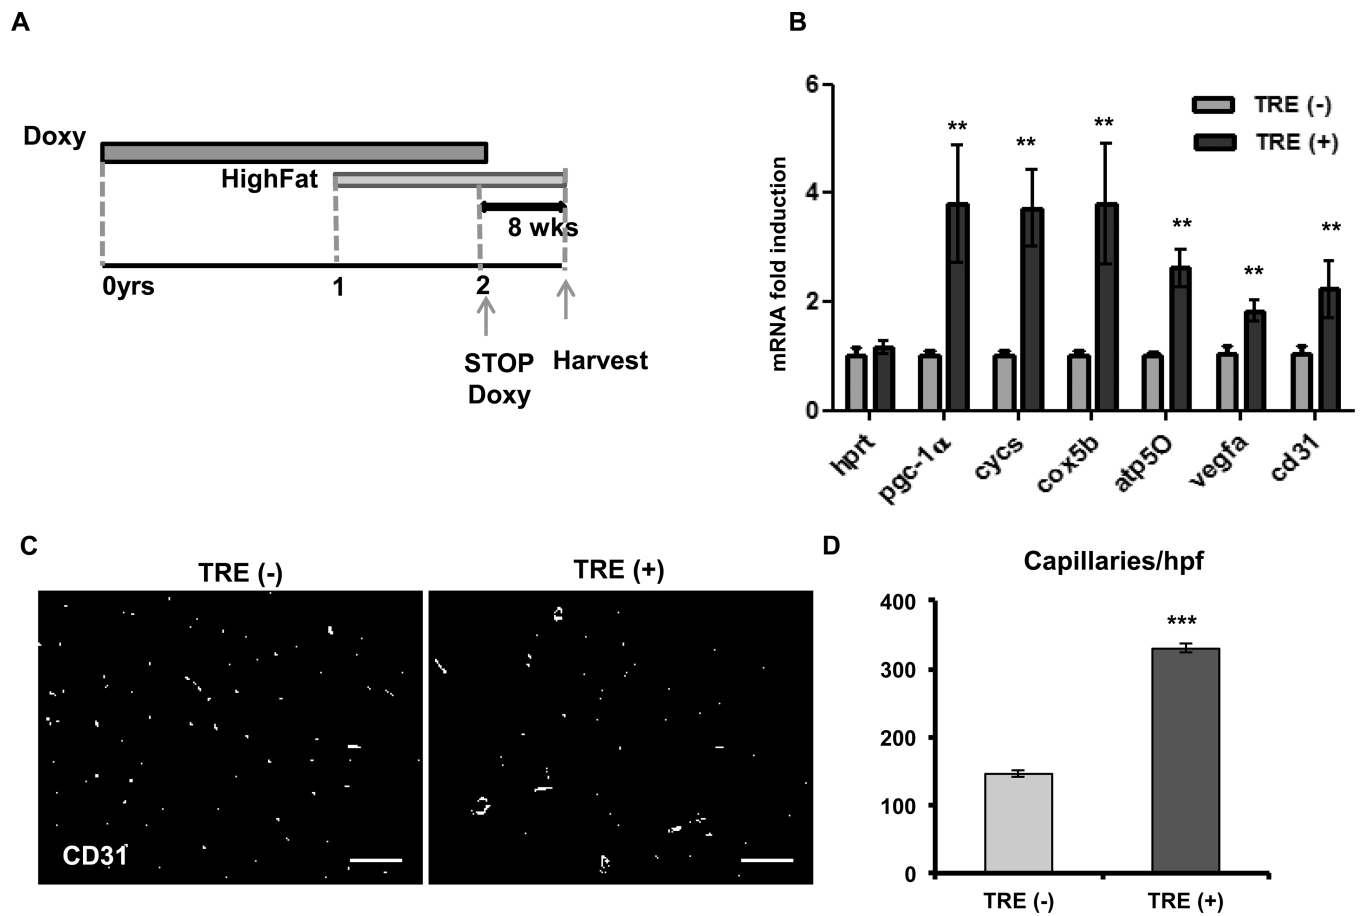 A
Doxy
HighFat
8 wks
0yrs
1
2
STOP
Doxy
Harvest
B
mRNA fold induction
6
4
2
0
TRE (-)
TRE (+)
**
**
**
**
**
**
hprt
pgc-1α
cycs
cox5b
atp5O
vegfa
cd31
C
TRE (-)
TRE (+)
CD31
D
Capillaries/hpf
400
300
200
100
0
***
TRE (-)
TRE (+)